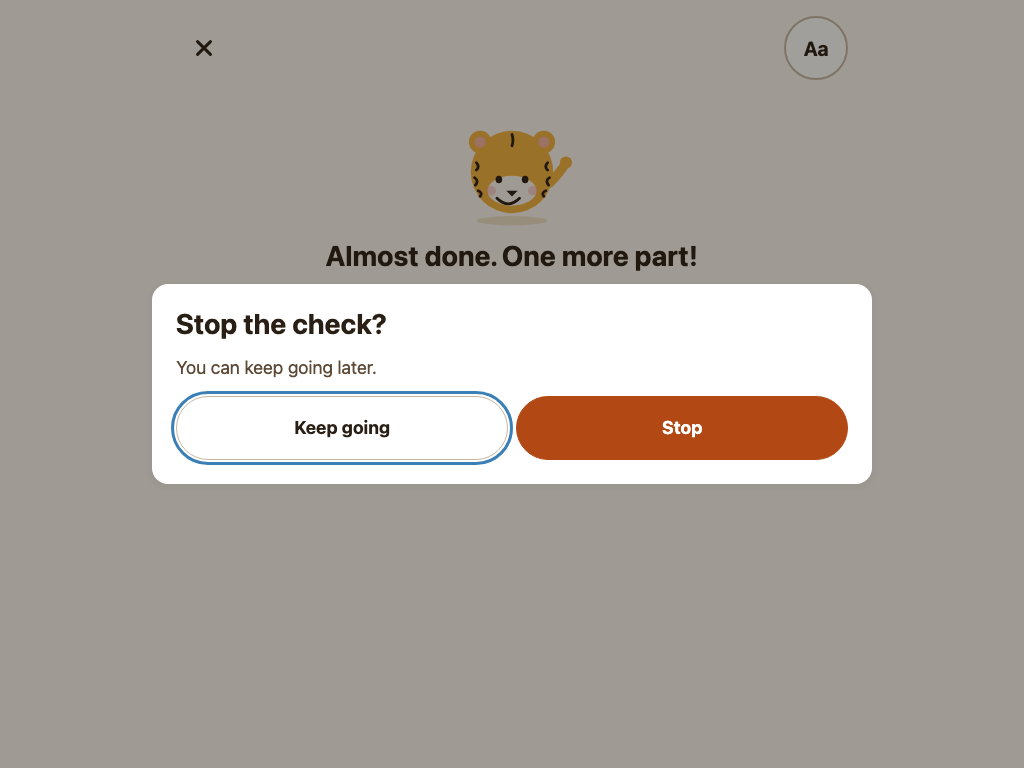 Aa
Almost done. One more part!
Stop the check?
You can keep going later.
Keep going
Stop